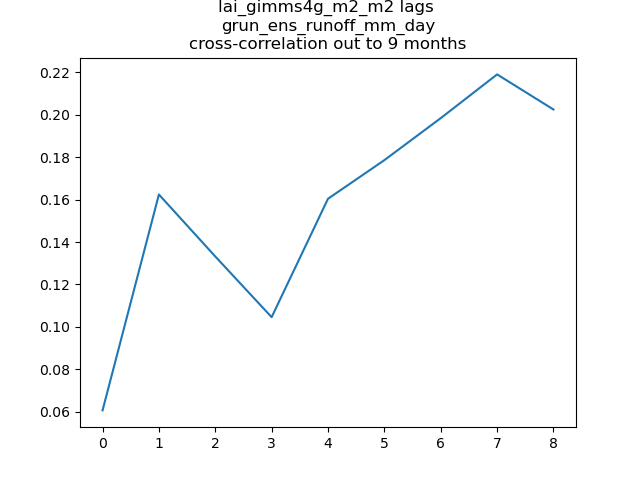 lai_gimms4g_m2_m2 lags
grun_ens_runoff_mm_day
cross-correlation out to 9 months
0.22
0.20
0.18
0.16
0.14
0.12
0.10
0.08
0.06
0 1 2 3 4 5 6 7 8